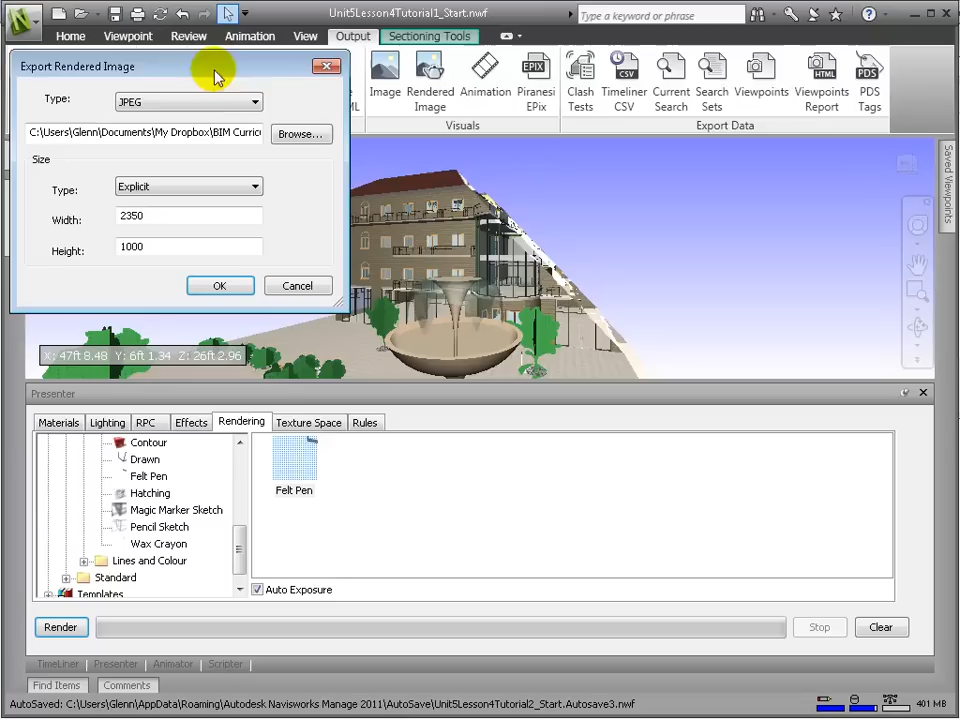 Unit5Lesson4Tutorial1_Start.nwf
Type a keyword or phrase
Home Viewpoint Review Animation View Output Sectioning Tools
Export Rendered Image
Type: JPEG
C:\Users\Glenn\Documents\My Dropbox\BIM Curric
Browse...
Size
Type: Explicit
Width: 2350
Height: 1000
OK Cancel
Image Rendered Image Animation Piranesi EPix
Visuals
Clash Tests Timeliner CSV Current Search Search Sets Viewpoints Viewpoints Report PDS Tags
Export Data
EPIX
CSV
HTML
PDS
Saved Viewpoints
X: 47ft 8.48 Y: 6ft 1.34 Z: 26ft 2.96
Presenter
Materials Lighting RPC Effects Rendering Texture Space Rules
Contour
Drawn
Felt Pen
Hatching
Magic Marker Sketch
Pencil Sketch
Wax Crayon
Lines and Colour
Standard
Templates
Felt Pen
Auto Exposure
Render Stop Clear
TimeLiner Presenter Animator Scripter
Find Items Comments
AutoSaved: C:\Users\Glenn\AppData\Roaming\Autodesk Navisworks Manage 2011\AutoSave\Unit5Lesson4Tutorial2_Start.Autosave3.nwf
401 MB